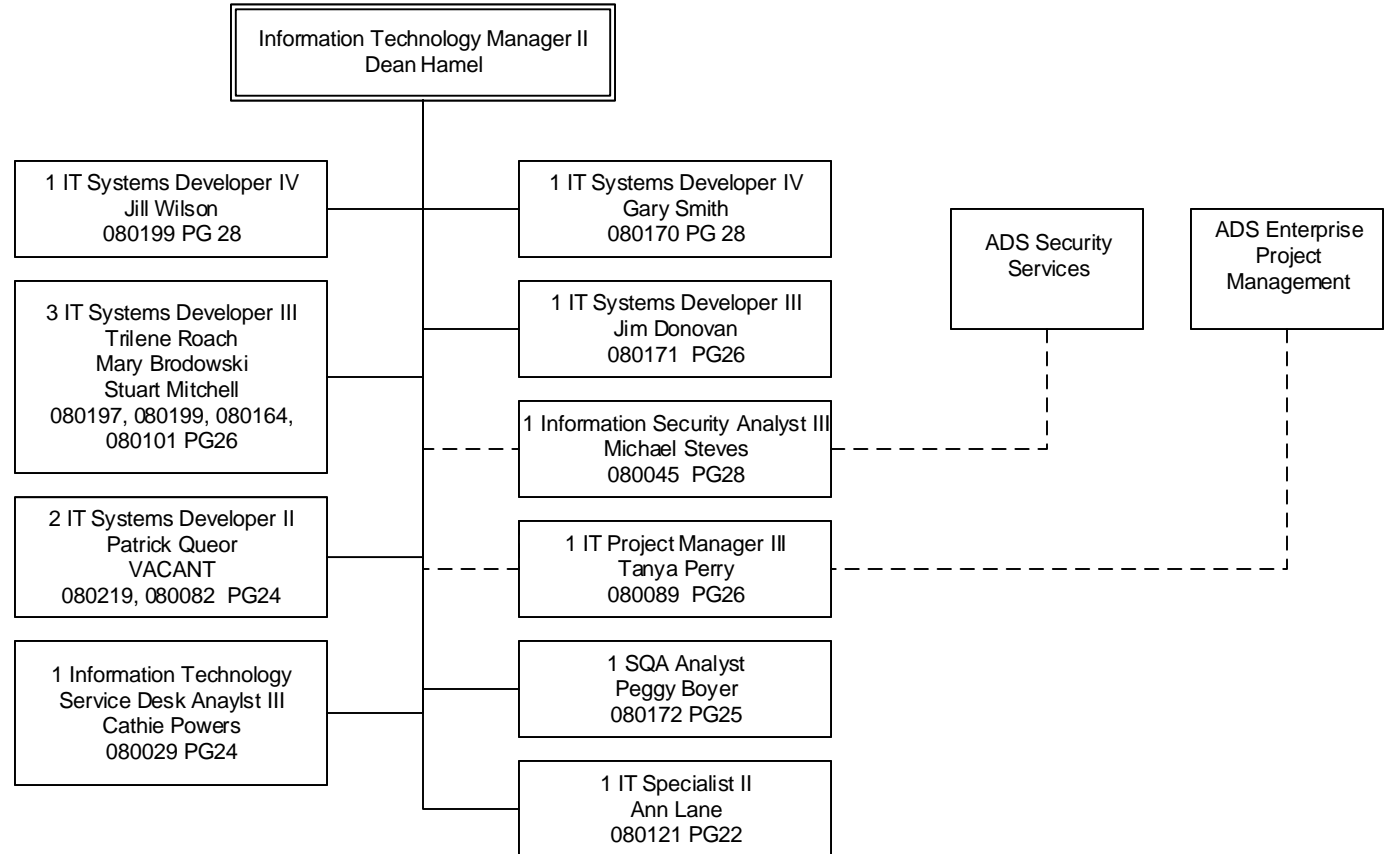 Information Technology Manager II
Dean Hamel
1 IT Systems Developer IV
Jill Wilson
080199 PG 28
3 IT Systems Developer III
Trilene Roach
Mary Brodowski
Stuart Mitchell
080197, 080199, 080164,
080101 PG26
2 IT Systems Developer II
Patrick Queor
VACANT
080219, 080082 PG24
1 Information Technology
Service Desk Anaylst III
Cathie Powers
080029 PG24
1 IT Systems Developer IV
Gary Smith
080170 PG 28
1 IT Systems Developer III
Jim Donovan
080171 PG26
1 Information Security Analyst III
Michael Steves
080045 PG28
1 IT Project Manager III
Tanya Perry
080089 PG26
1 SQA Analyst
Peggy Boyer
080172 PG25
1 IT Specialist II
Ann Lane
080121 PG22
ADS Security
Services
ADS Enterprise
Project
Management